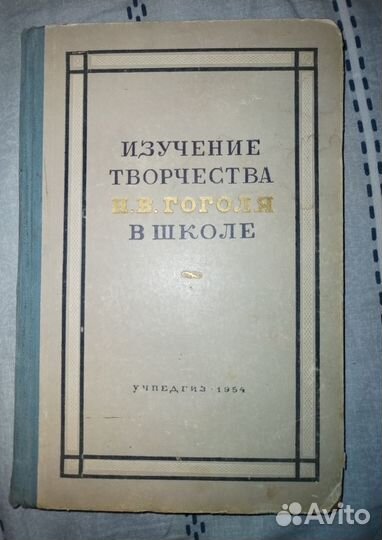 ИЗУЧЕНИЕ
ТВОРЧЕСТВА
Н.В.ГОГОЛЯ
В ШКОЛЕ
УЧПЕДГИЗ · 1954
Avito